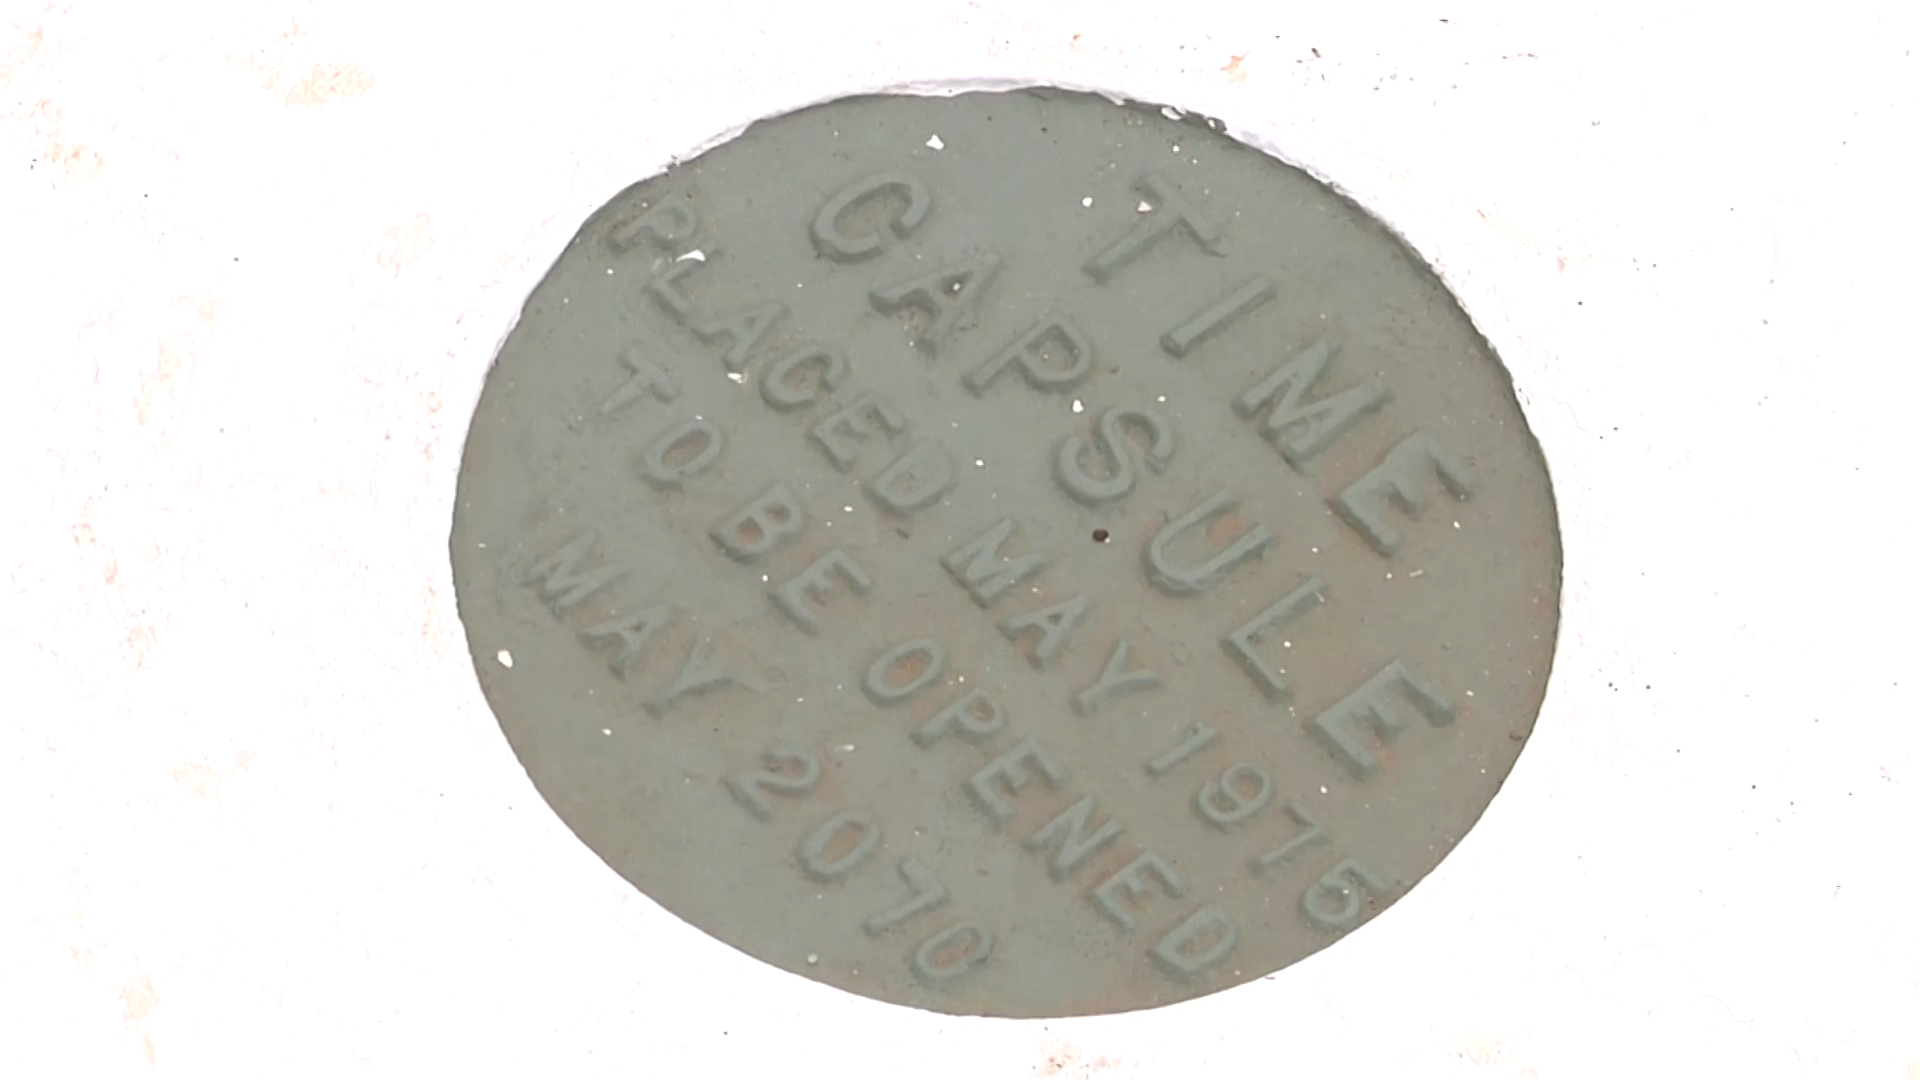 TIME
CAPSULE
PLACED MAY 1975
TO BE OPENED
MAY 2070